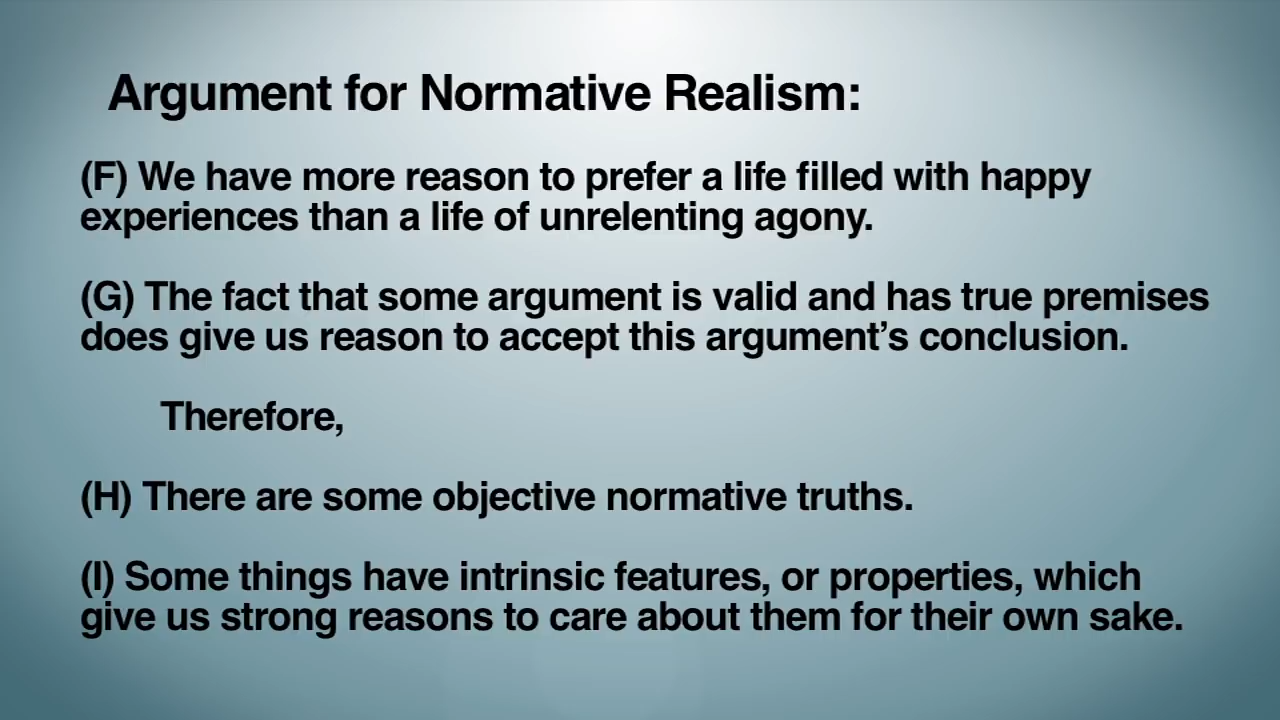 Argument for Normative Realism:
(F) We have more reason to prefer a life filled with happy
experiences than a life of unrelenting agony.
(G) The fact that some argument is valid and has true premises
does give us reason to accept this argument’s conclusion.
Therefore,
(H) There are some objective normative truths.
(I) Some things have intrinsic features, or properties, which
give us strong reasons to care about them for their own sake.